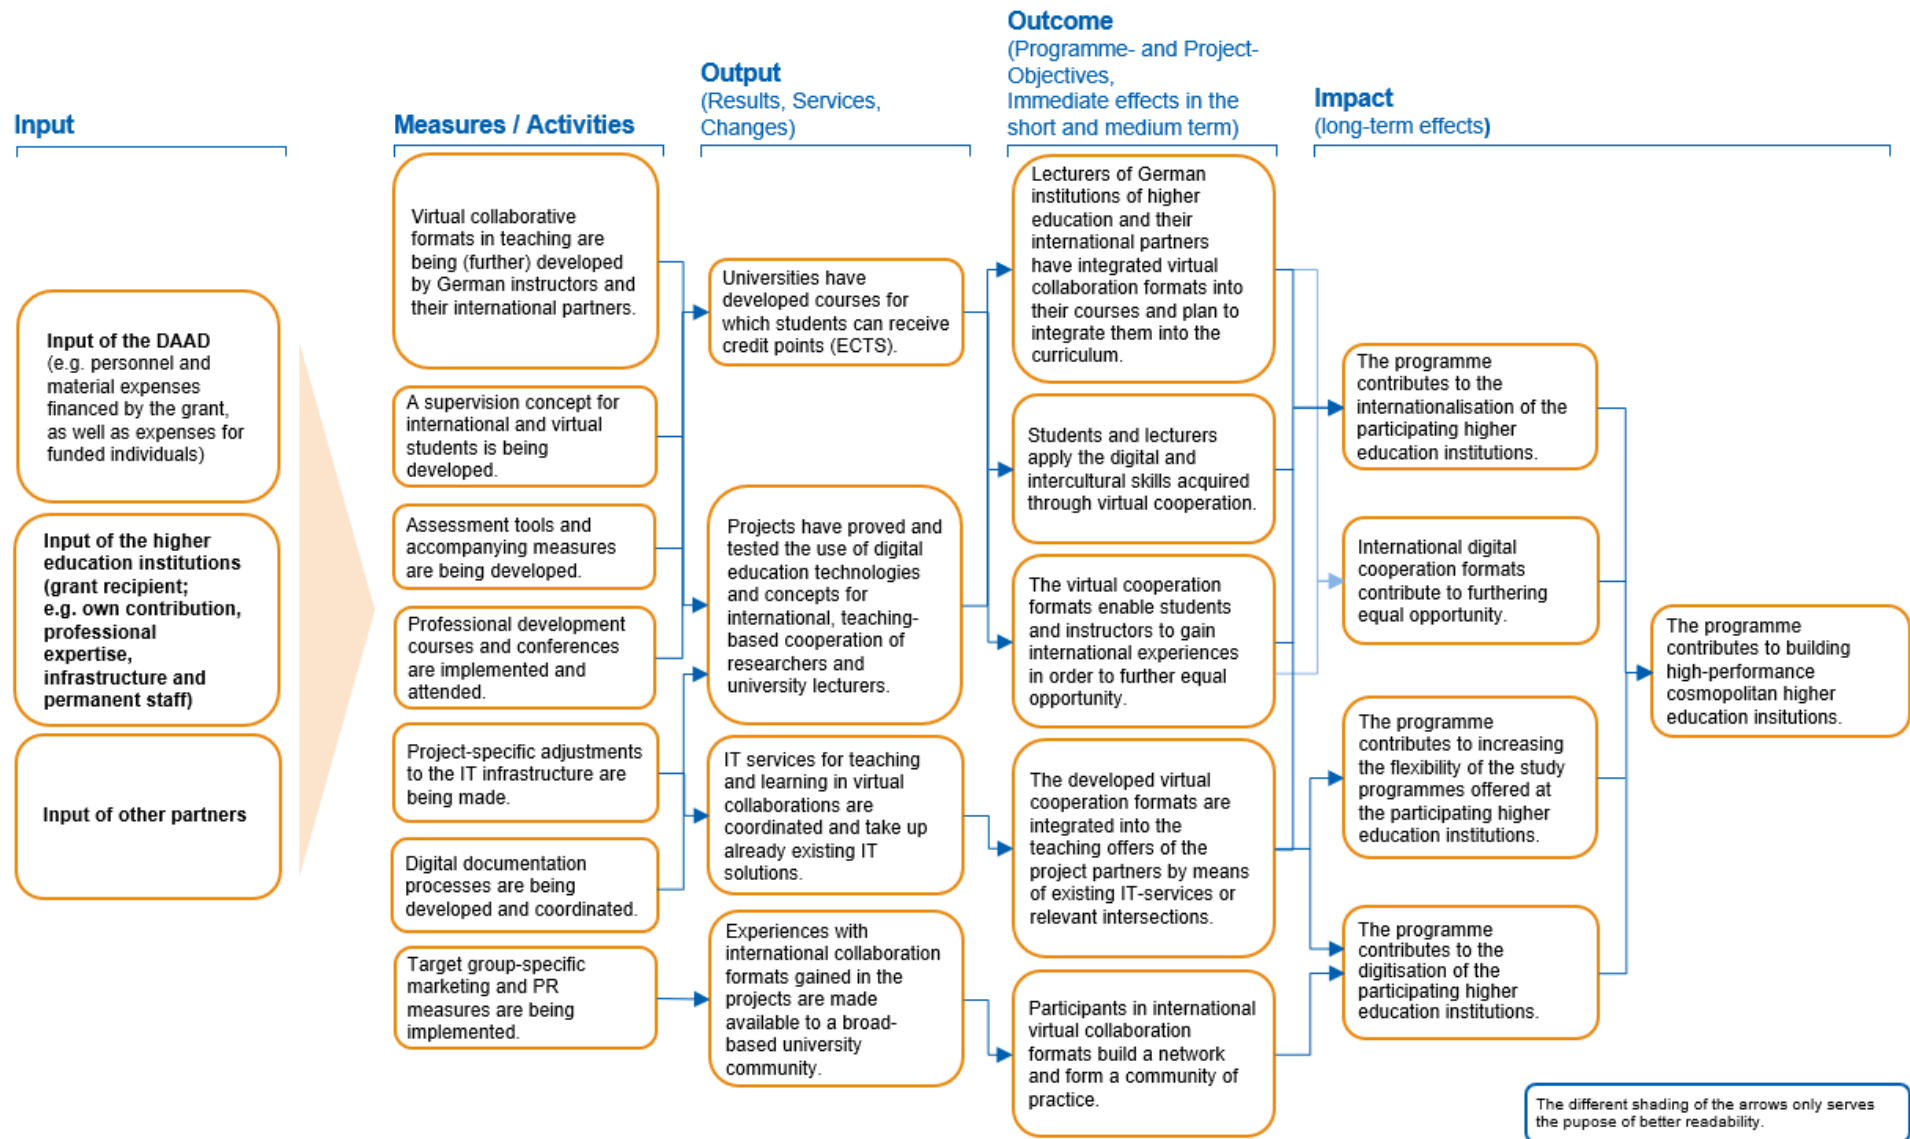 Input
Measures / Activities
Output
(Results, Services,
Changes)
Outcome
(Programme- and Project-
Objectives,
Immediate effects in the
short and medium term)
Impact
(long-term effects)
Input of the DAAD
(e.g. personnel and
material expenses
financed by the grant,
as well as expenses for
funded individuals)
Input of the higher
education institutions
(grant recipient;
e.g. own contribution,
professional
expertise,
infrastructure and
permanent staff)
Input of other partners
Virtual collaborative
formats in teaching are
being (further) developed
by German instructors and
their international partners.
A supervision concept for
international and virtual
students is being
developed.
Assessment tools and
accompanying measures
are being developed.
Professional development
courses and conferences
are implemented and
attended.
Project-specific adjustments
to the IT infrastructure are
being made.
Digital documentation
processes are being
developed and coordinated.
Target group-specific
marketing and PR
measures are being
implemented.
Universities have
developed courses for
which students can receive
credit points (ECTS).
Projects have proved and
tested the use of digital
education technologies
and concepts for
international, teaching-
based cooperation of
researchers and
university lecturers.
IT services for teaching
and learning in virtual
collaborations are
coordinated and take up
already existing IT
solutions.
Experiences with
international collaboration
formats gained in the
projects are made
available to a broad-
based university
community.
Lecturers of German
institutions of higher
education and their
international partners
have integrated virtual
collaboration formats into
their courses and plan to
integrate them into the
curriculum.
Students and lecturers
apply the digital and
intercultural skills acquired
through virtual cooperation.
The virtual cooperation
formats enable students
and instructors to gain
international experiences
in order to further equal
opportunity.
The developed virtual
cooperation formats are
integrated into the
teaching offers of the
project partners by means
of existing IT-services or
relevant intersections.
Participants in international
virtual collaboration
formats build a network
and form a community of
practice.
The programme
contributes to the
internationalisation of the
participating higher
education institutions.
International digital
cooperation formats
contribute to furthering
equal opportunity.
The programme
contributes to increasing
the flexibility of the study
programmes offered at
the participating higher
education institutions.
The programme
contributes to the
digitisation of the
participating higher
education institutions.
The programme
contributes to building
high-performance
cosmopolitan higher
education insitutions.
The different shading of the arrows only serves
the pupose of better readability.